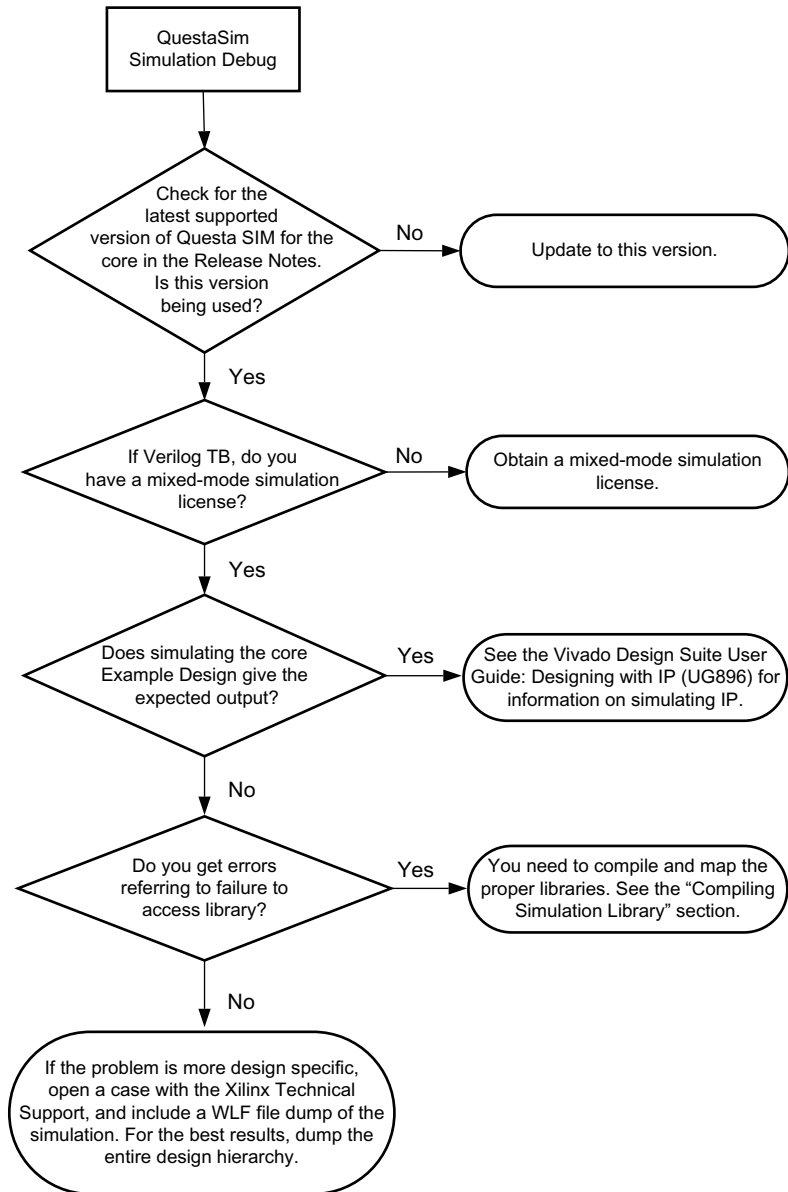 QuestaSim
Simulation Debug
Check for the
latest supported
version of Questa SIM for the
core in the Release Notes.
Is this version
being used?
No
Update to this version.
Yes
If Verilog TB, do you
have a mixed-mode simulation
license?
No
Obtain a mixed-mode simulation
license.
Yes
Does simulating the core
Example Design give the
expected output?
Yes
See the Vivado Design Suite User
Guide: Designing with IP (UG896) for
information on simulating IP.
No
Do you get errors
referring to failure to
access library?
Yes
You need to compile and map the
proper libraries. See the “Compiling
Simulation Library” section.
No
If the problem is more design specific,
open a case with the Xilinx Technical
Support, and include a WLF file dump of the
simulation. For the best results, dump the
entire design hierarchy.